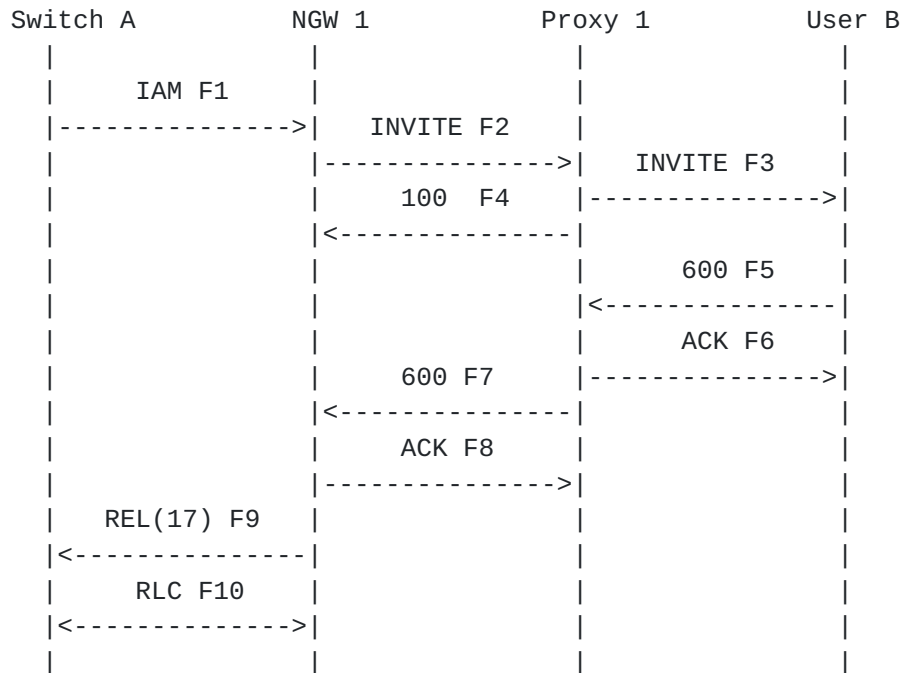 Switch A NGW 1 Proxy 1 User B
IAM F1
INVITE F2
INVITE F3
100 F4
600 F5
ACK F6
600 F7
ACK F8
REL(17) F9
RLC F10